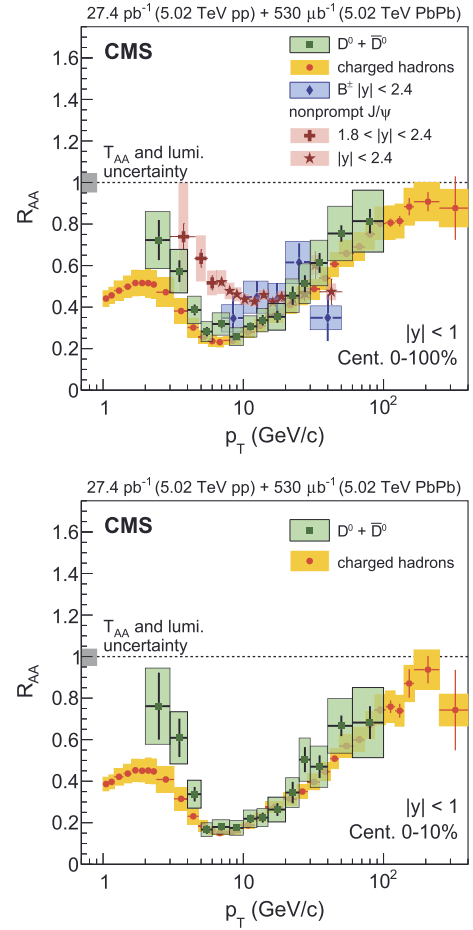 27.4 pb⁻¹ (5.02 TeV pp) + 530 μb⁻¹ (5.02 TeV PbPb)
CMS
D⁰ + D̅⁰
charged hadrons
B± |y| < 2.4
nonprompt J/ψ
1.8 < |y| < 2.4
|y| < 2.4
T_AA and lumi.
uncertainty
R_AA
1.6
1.4
1.2
1
0.8
0.6
0.4
0.2
0
|y| < 1
Cent. 0-100%
1 10 10²
p_T (GeV/c)
27.4 pb⁻¹ (5.02 TeV pp) + 530 μb⁻¹ (5.02 TeV PbPb)
CMS
D⁰ + D̅⁰
charged hadrons
T_AA and lumi.
uncertainty
R_AA
1.6
1.4
1.2
1
0.8
0.6
0.4
0.2
0
|y| < 1
Cent. 0-10%
1 10 10²
p_T (GeV/c)